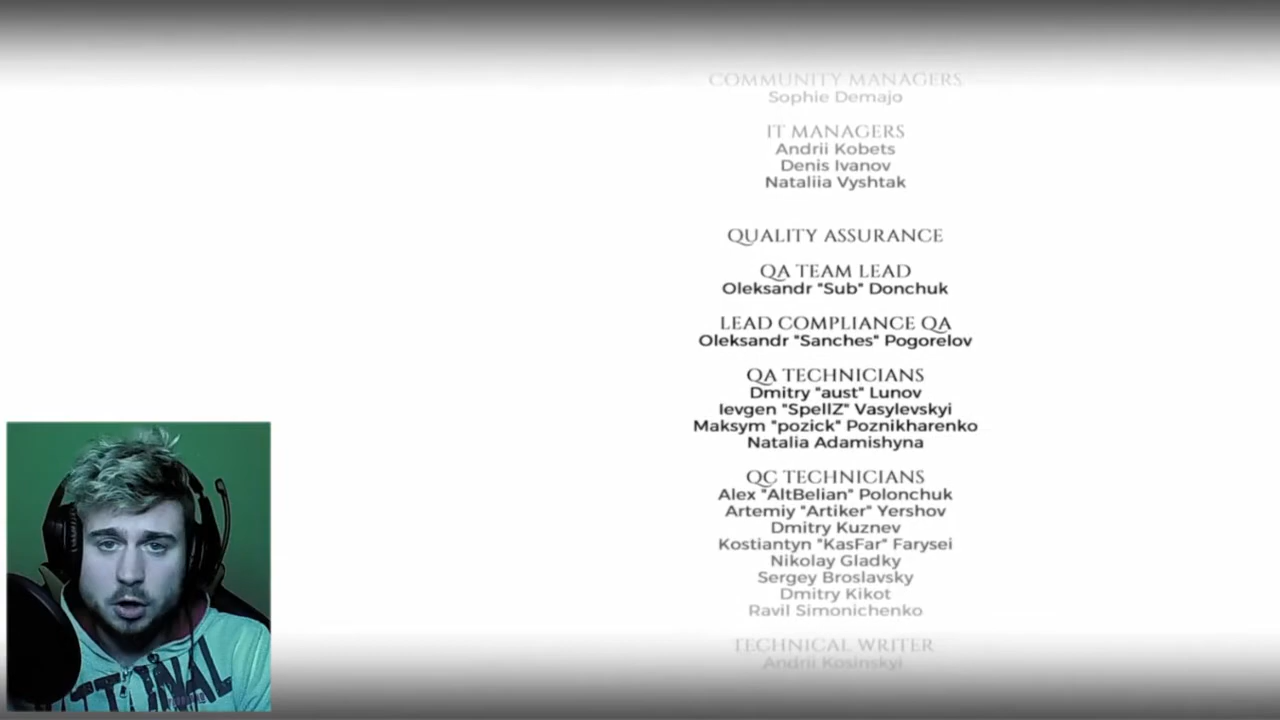 COMMUNITY MANAGERS
Sophie Demajo
IT MANAGERS
Andrii Kobets
Denis Ivanov
Nataliia Vyshtak
QUALITY ASSURANCE
QA TEAM LEAD
Oleksandr "Sub" Donchuk
LEAD COMPLIANCE QA
Oleksandr "Sanches" Pogorelov
QA TECHNICIANS
Dmitry "aust" Lunov
Ievgen "SpellZ" Vasylevskyi
Maksym "pozick" Poznikharenko
Natalia Adamishyna
QC TECHNICIANS
Alex "AltBelian" Polonchuk
Artemiy "Artiker" Yershov
Dmitry Kuznev
Kostiantyn "KasFar" Farysei
Nikolay Gladky
Sergey Broslavsky
Dmitry Kikot
Ravil Simonichenko
TECHNICAL WRITER
Andrii Kosinskyi